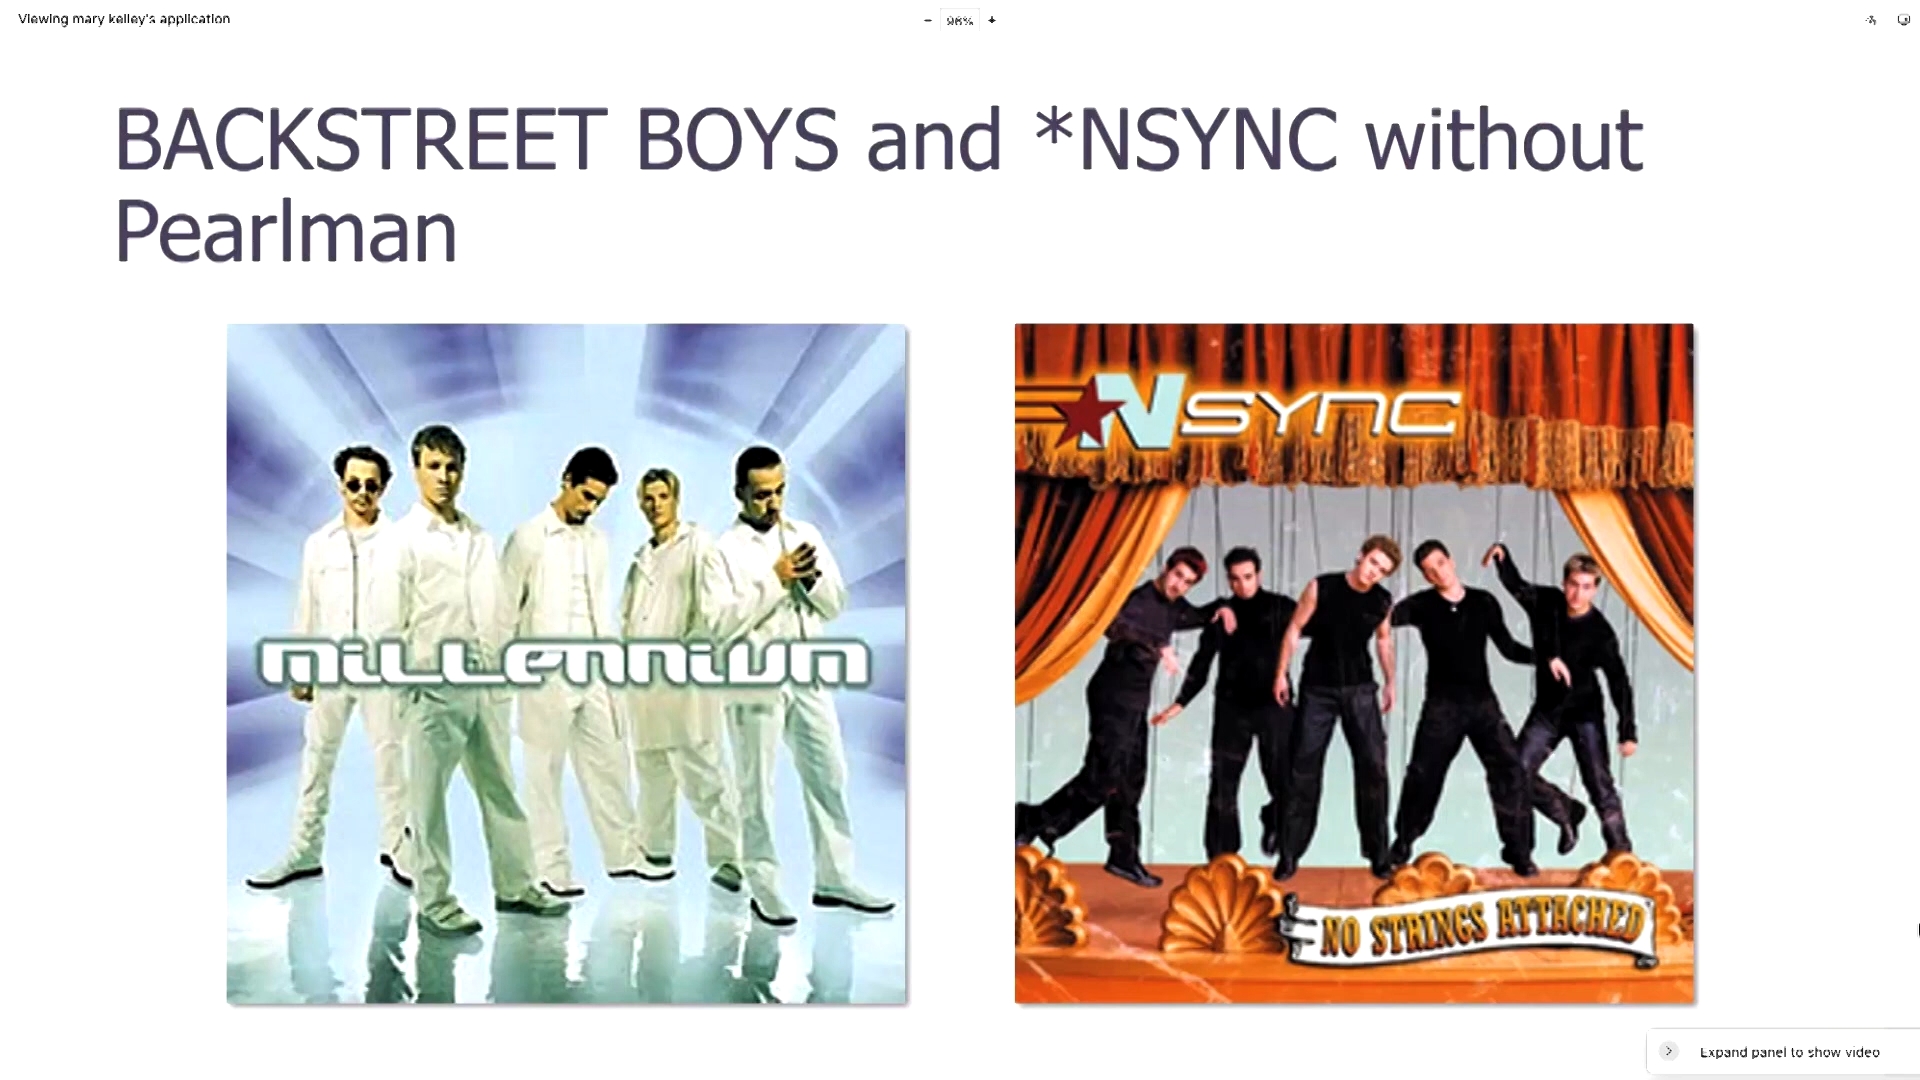 Viewing mary kelley's application
− 96% +
BACKSTREET BOYS and *NSYNC without
Pearlman
millennium
*NSYNC
NO STRINGS ATTACHED
Expand panel to show video